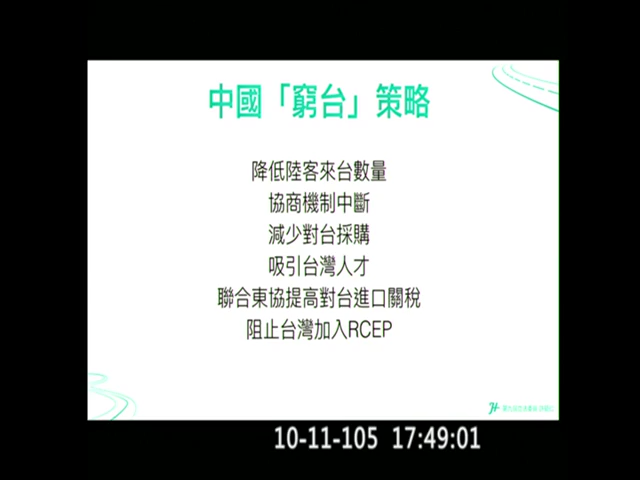 中國「窮台」策略
降低陸客來台數量
協商機制中斷
減少對台採購
吸引台灣人才
聯合東協提高對台進口關稅
阻止台灣加入RCEP
10-11-105 17:49:01